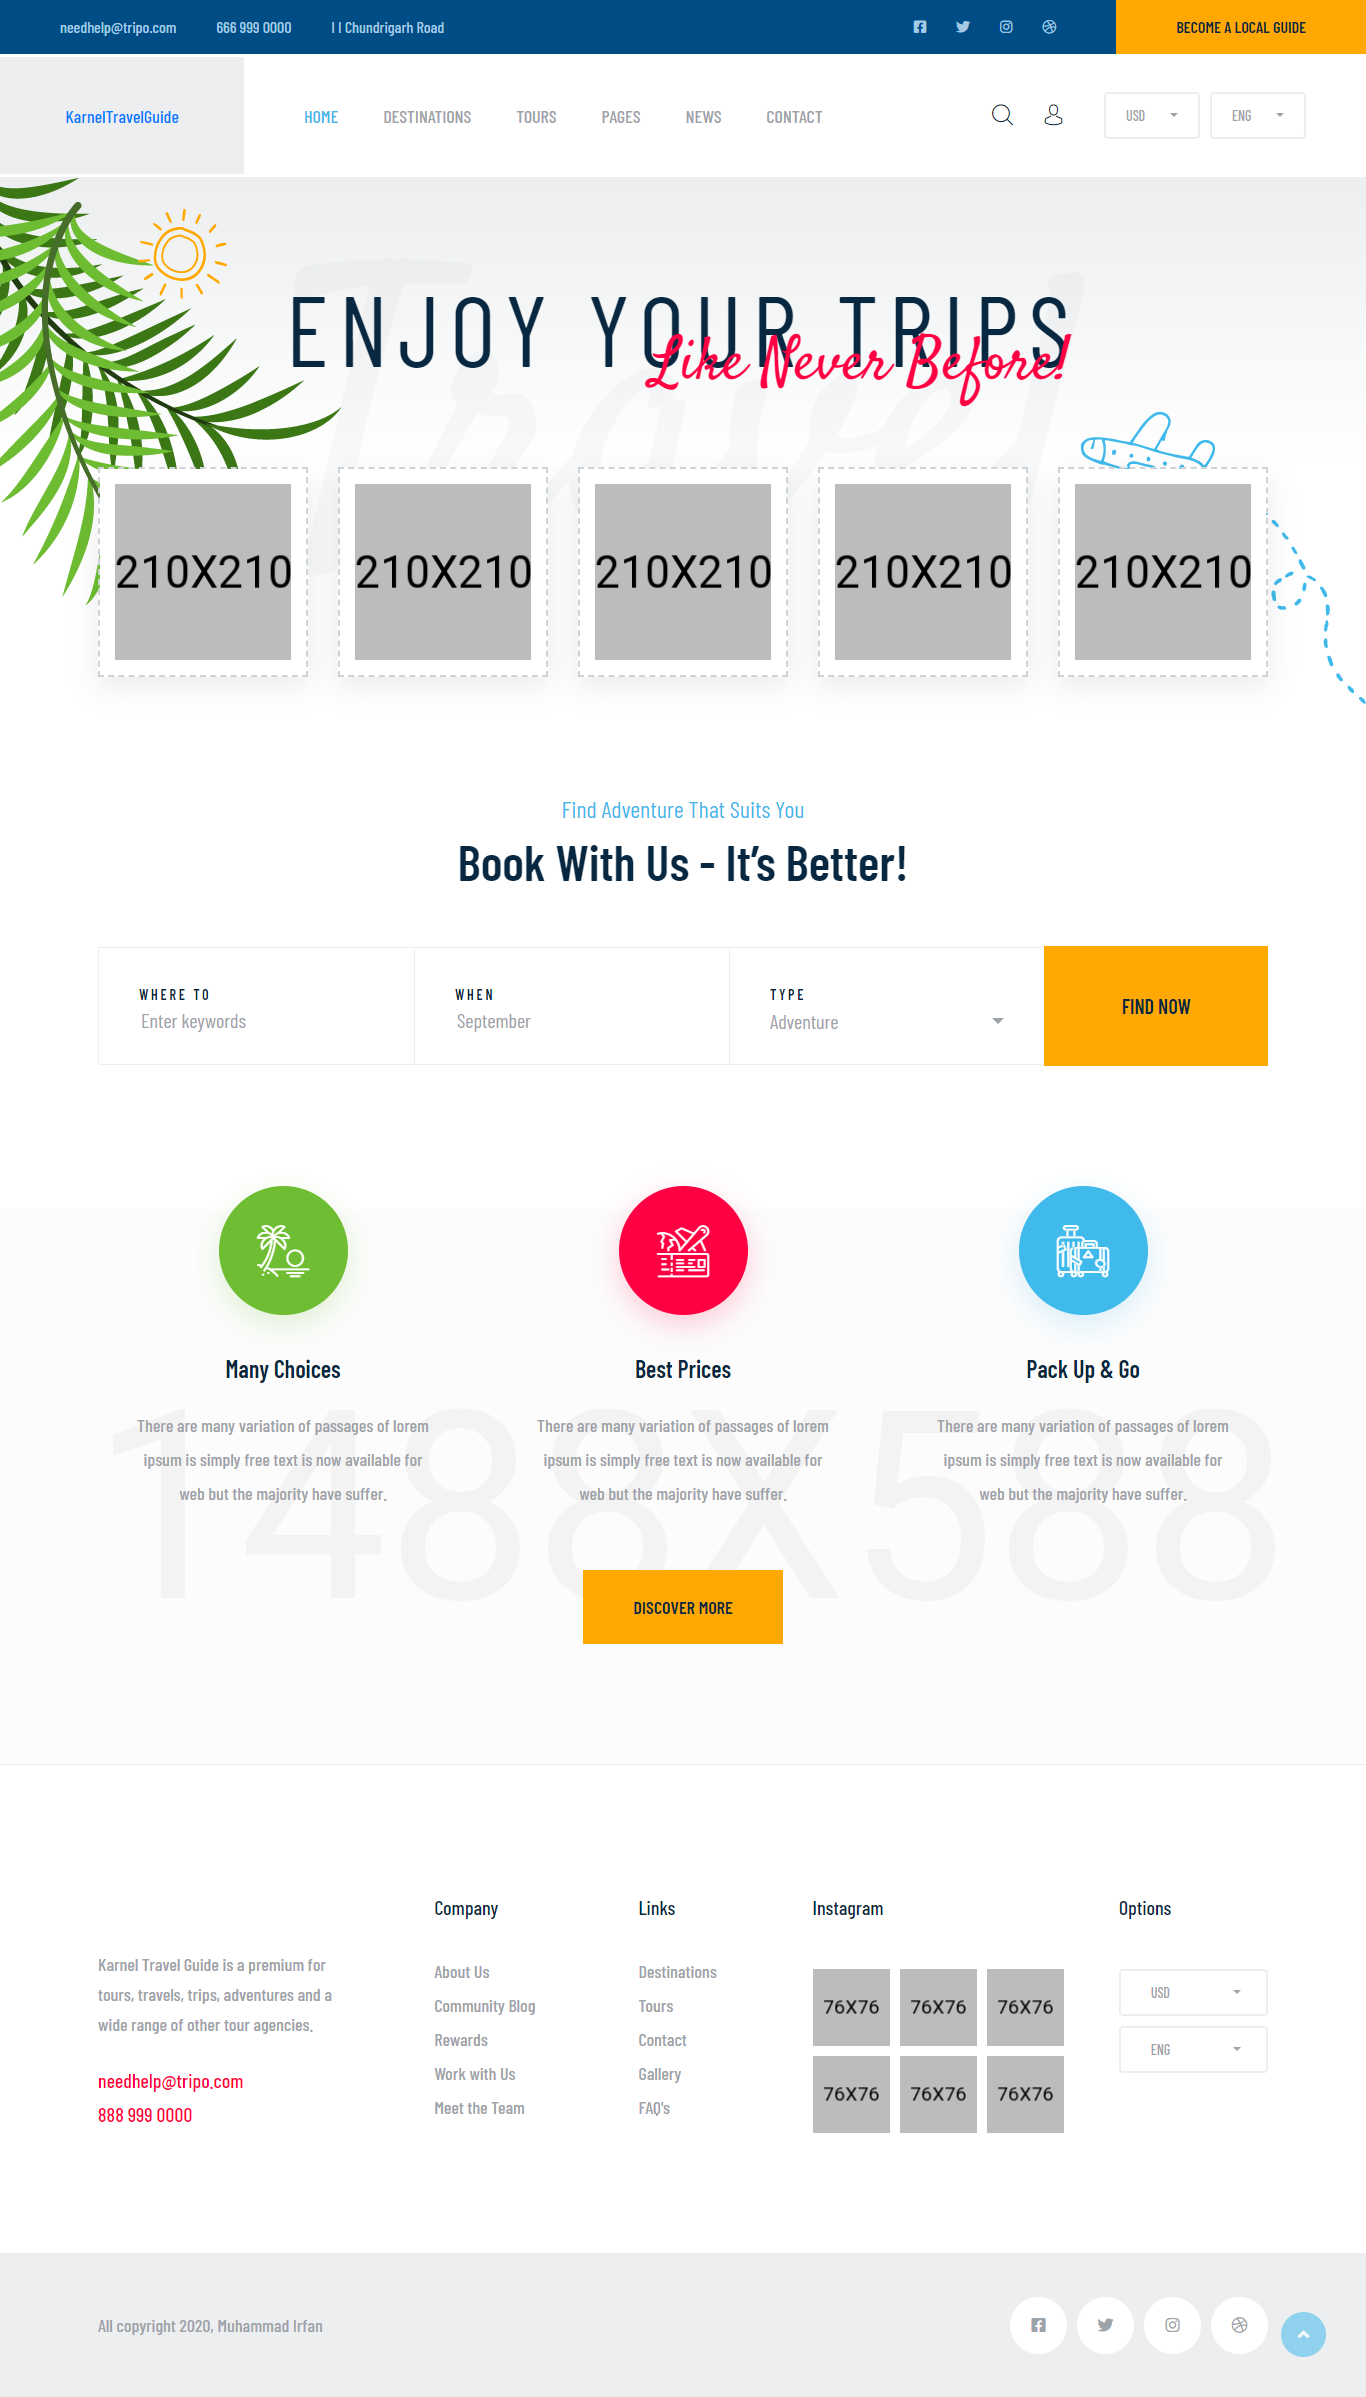 needhelp@tripo.com 666 999 0000 I I Chundrigarh Road BECOME A LOCAL GUIDE
KarnelTravelGuide HOME DESTINATIONS TOURS PAGES NEWS CONTACT USD ENG
Travel
ENJOY YOUR TRIPS
Like Never Before!
210X210 210X210 210X210 210X210 210X210
Find Adventure That Suits You
Book With Us - It’s Better!
WHERE TO WHEN TYPE
Enter keywords September Adventure
FIND NOW
Many Choices Best Prices Pack Up & Go
There are many variation of passages of lorem There are many variation of passages of lorem There are many variation of passages of lorem
ipsum is simply free text is now available for ipsum is simply free text is now available for ipsum is simply free text is now available for
web but the majority have suffer. web but the majority have suffer. web but the majority have suffer.
1488X588
DISCOVER MORE
Karnel Travel Guide is a premium for
tours, travels, trips, adventures and a
wide range of other tour agencies.
needhelp@tripo.com
888 999 0000
Company
About Us
Community Blog
Rewards
Work with Us
Meet the Team
Links
Destinations
Tours
Contact
Gallery
FAQ's
Instagram
76X76 76X76 76X76
76X76 76X76 76X76
Options
USD
ENG
All copyright 2020, Muhammad Irfan